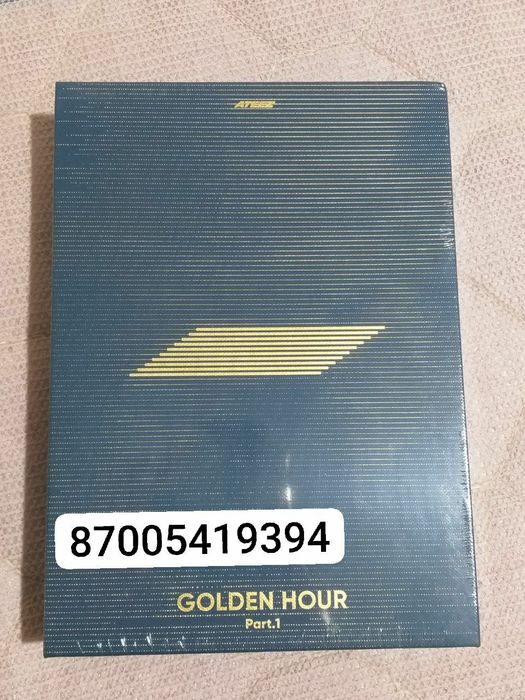 ATEEZ
87005419394
GOLDEN HOUR
Part.1